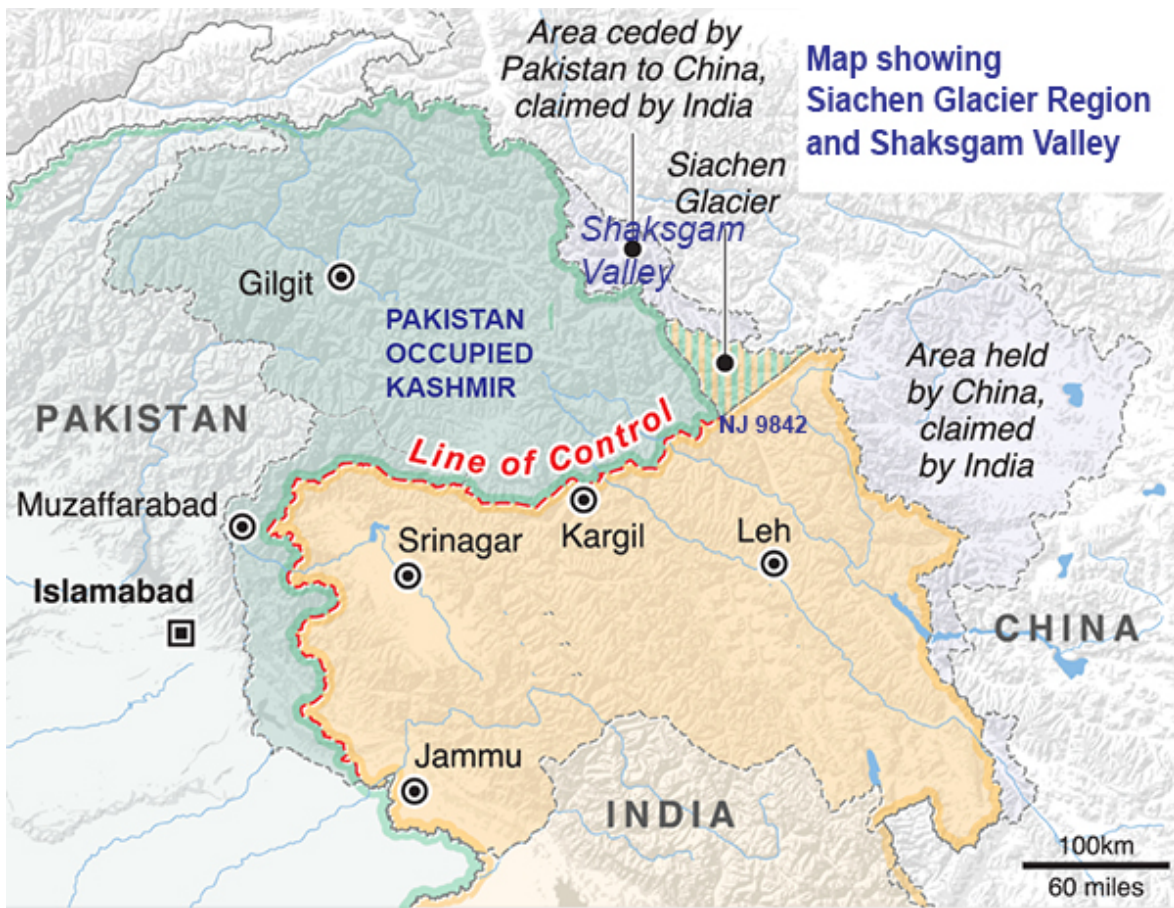 Area ceded by
Pakistan to China,
claimed by India
Map showing
Siachen Glacier Region
and Shaksgam Valley
Siachen
Glacier
Shaksgam
Valley
Gilgit
PAKISTAN
OCCUPIED
KASHMIR
Area held
by China,
claimed
by India
PAKISTAN
Line of Control
NJ 9842
Muzaffarabad
Srinagar
Kargil
Leh
Islamabad
CHINA
Jammu
INDIA
100km
60 miles